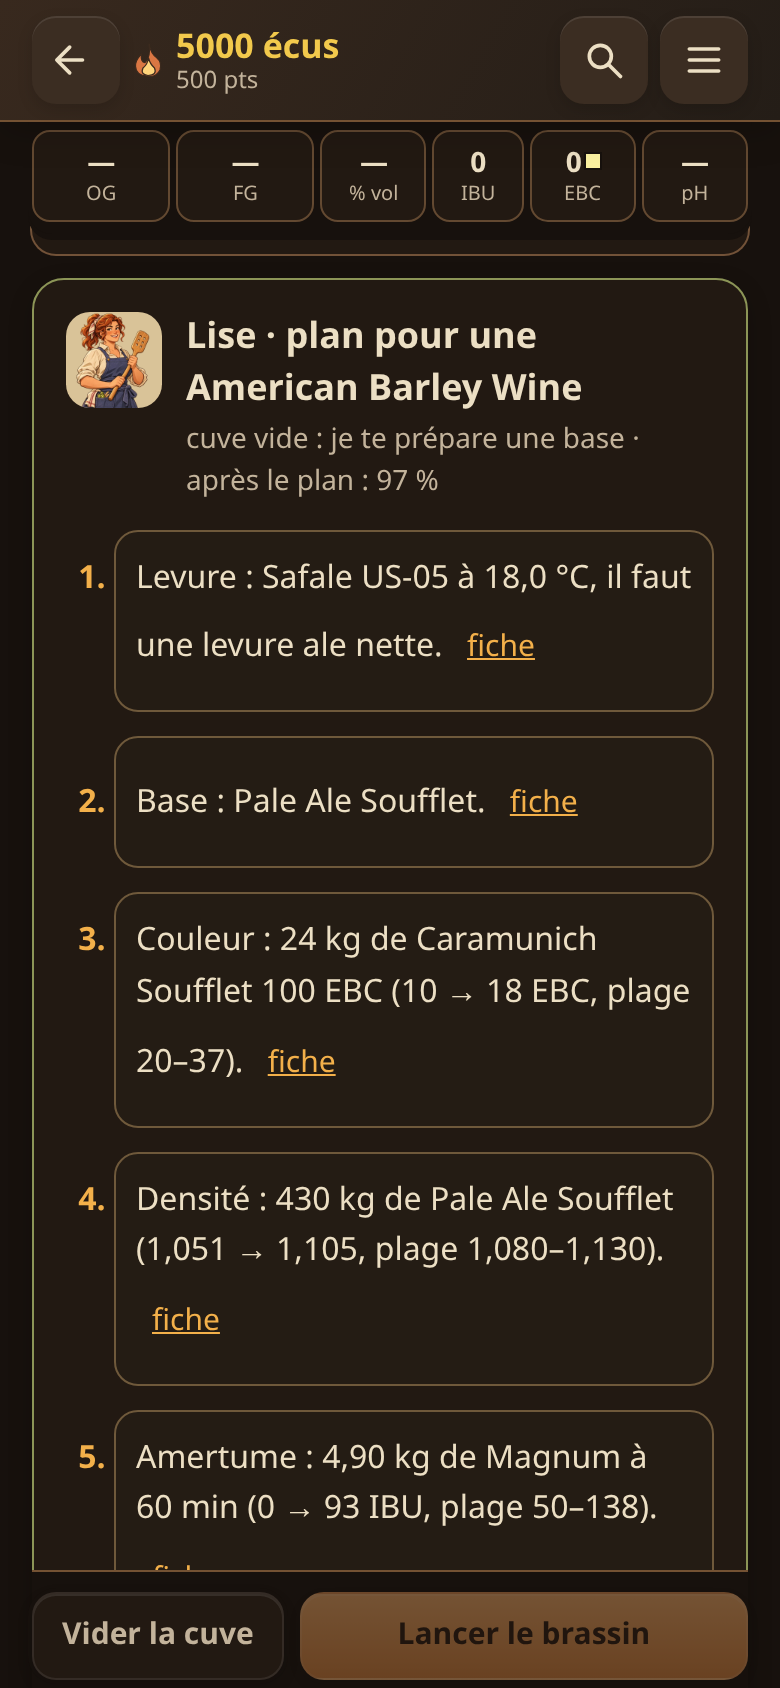 5000 écus
500 pts
— — — 0 0 —
OG FG % vol IBU EBC pH
Lise · plan pour une
American Barley Wine
cuve vide : je te prépare une base ·
après le plan : 97 %
1. Levure : Safale US-05 à 18,0 °C, il faut
une levure ale nette. fiche
2. Base : Pale Ale Soufflet. fiche
3. Couleur : 24 kg de Caramunich
Soufflet 100 EBC (10 → 18 EBC, plage
20–37). fiche
4. Densité : 430 kg de Pale Ale Soufflet
(1,051 → 1,105, plage 1,080–1,130).
fiche
5. Amertume : 4,90 kg de Magnum à
60 min (0 → 93 IBU, plage 50–138).
Vider la cuve Lancer le brassin